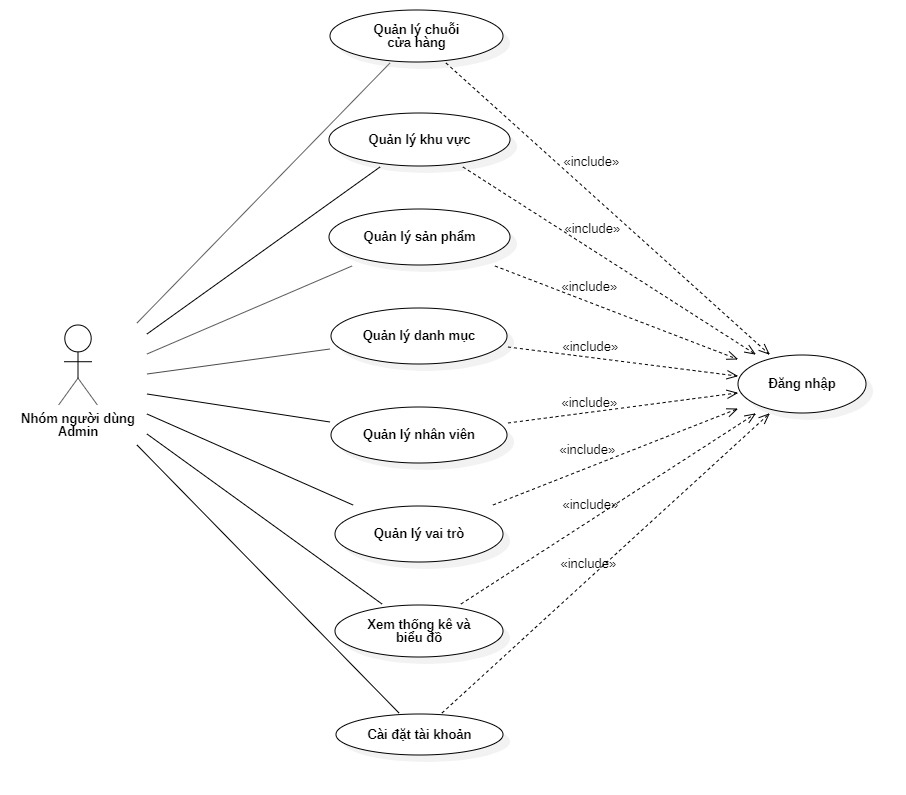 Quản lý chuỗi
cửa hàng
Quản lý khu vực
«include»
«include»
Quản lý sản phẩm
«include»
Quản lý danh mục
«include»
Đăng nhập
Nhóm người dùng
Admin
«include»
Quản lý nhân viên
«include»
Quản lý vai trò
«include»
«include»
Xem thống kê và
biểu đồ
Cài đặt tài khoản